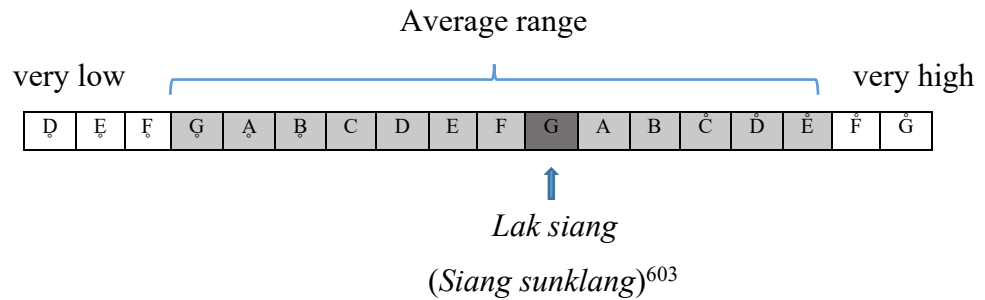 Average range
very low very high
D̥ E̥ F̥ G̥ Ḁ B̥ C D E F G A B C̊ D̊ E̊ F̊ G̊
Lak siang
(Siang sunklang)⁶⁰³